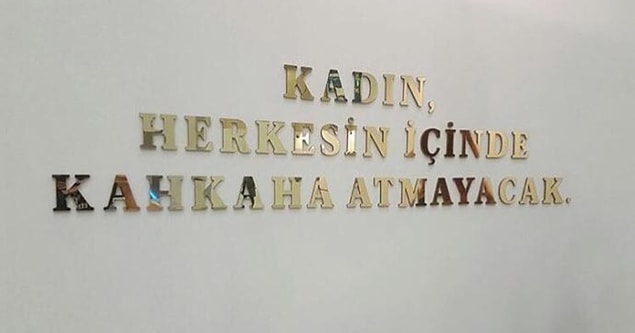 KADIN,
HERKESİN İÇİNDE
KAHKAHA ATMAYACAK.